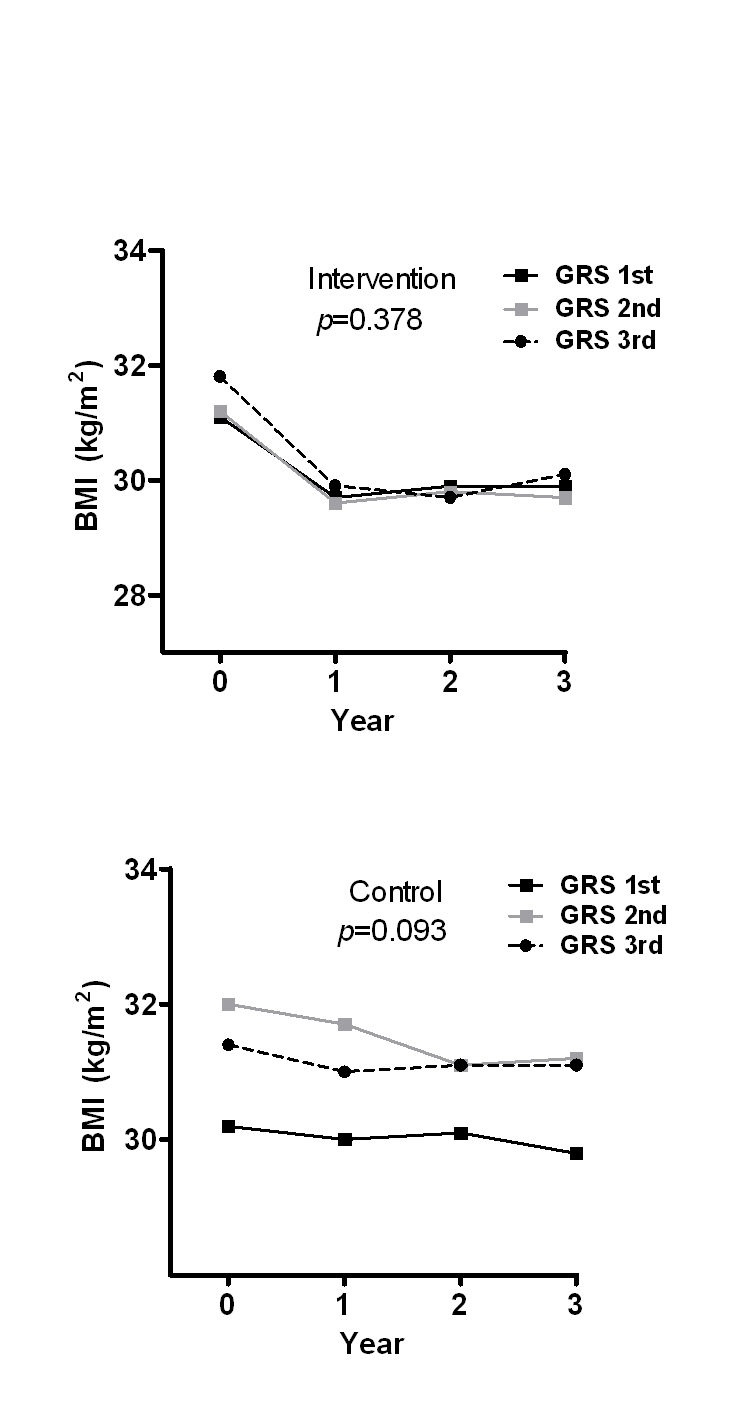 34
Intervention
p=0.378
GRS 1st
GRS 2nd
GRS 3rd
32
30
28
BMI (kg/m²)
0 1 2 3
Year
34
Control
p=0.093
GRS 1st
GRS 2nd
GRS 3rd
32
30
BMI (kg/m²)
0 1 2 3
Year